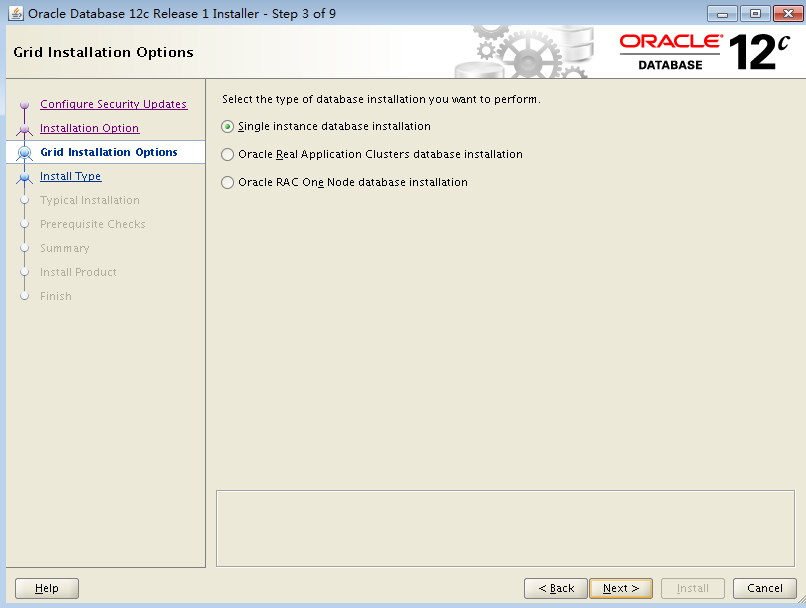 Oracle Database 12c Release 1 Installer - Step 3 of 9
Grid Installation Options
ORACLE®
DATABASE
12c
Configure Security Updates
Installation Option
Grid Installation Options
Install Type
Typical Installation
Prerequisite Checks
Summary
Install Product
Finish
Select the type of database installation you want to perform.
Single instance database installation
Oracle Real Application Clusters database installation
Oracle RAC One Node database installation
Help
< Back
Next >
Install
Cancel